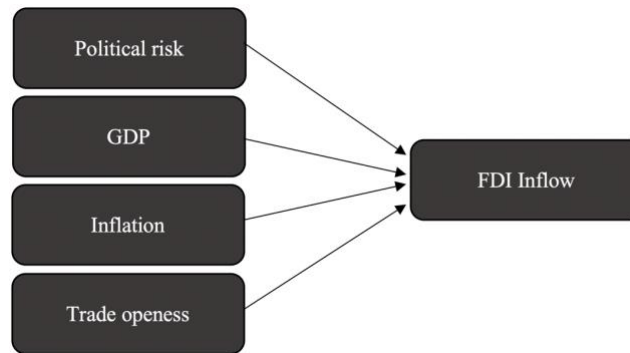 Political risk
GDP
Inflation
Trade openess
FDI Inflow